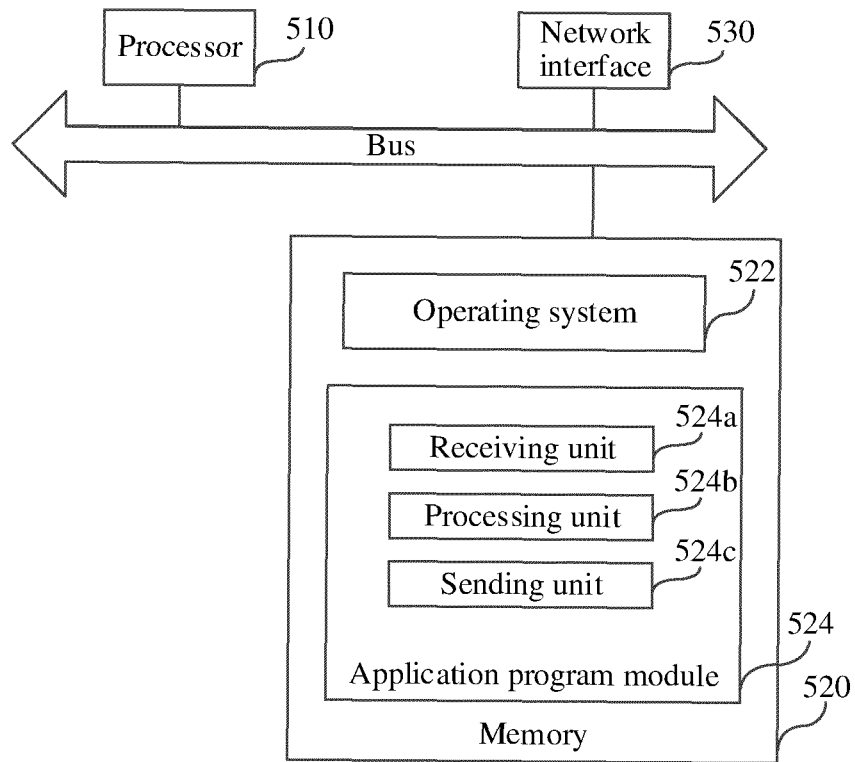 Processor
510
Network
interface
530
Bus
522
Operating system
524a
Receiving unit
524b
Processing unit
524c
Sending unit
524
Application program module
520
Memory